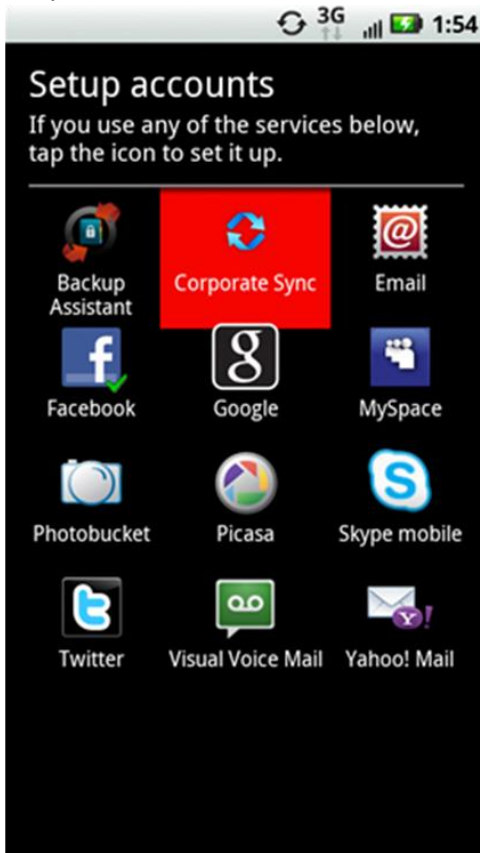 3G 1:54
Setup accounts
If you use any of the services below,
tap the icon to set it up.
Backup Corporate Sync Email
Assistant
Facebook Google MySpace
Photobucket Picasa Skype mobile
Twitter Visual Voice Mail Yahoo! Mail